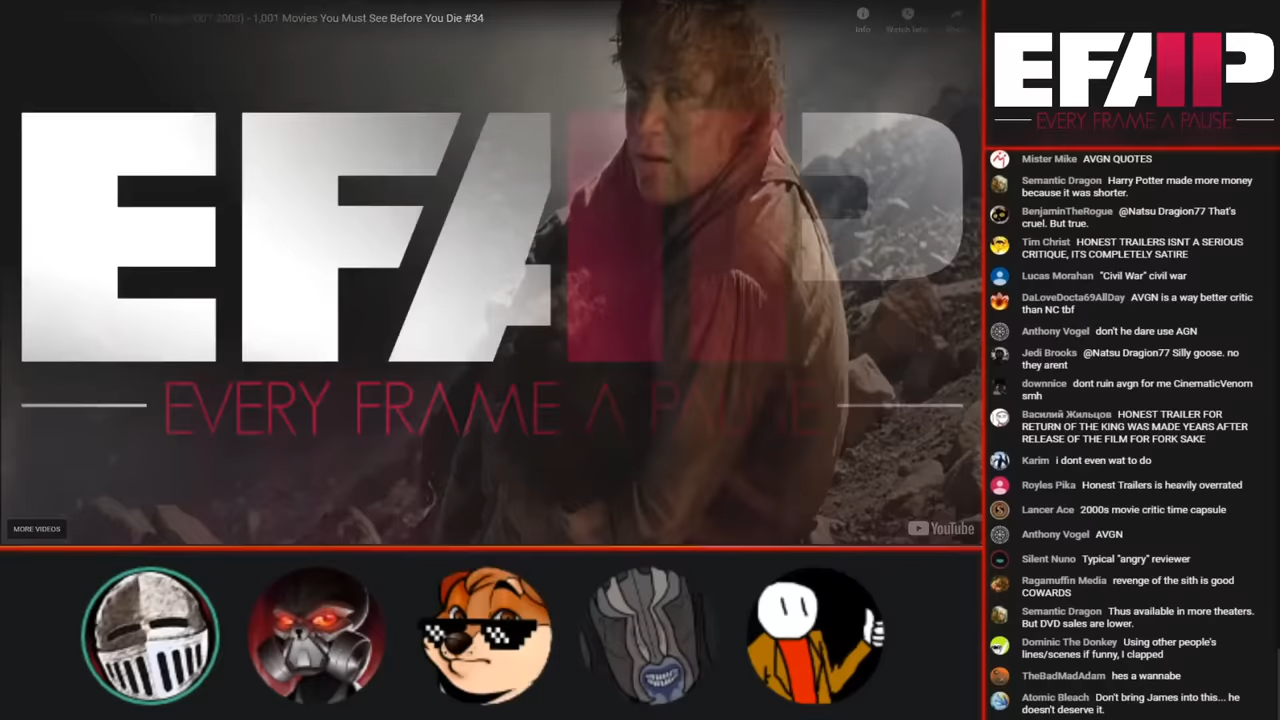 - 1,001 Movies You Must See Before You Die #34
Info
Watch later
Share
EFAP
EVERY FRAME A PAUSE
MORE VIDEOS
YouTube
EFAP
EVERY FRAME A PAUSE
Mister Mike AVGN QUOTES
Semantic Dragon Harry Potter made more money
because it was shorter.
BenjaminTheRogue @Natsu Dragion77 That's
cruel. But true.
Tim Christ HONEST TRAILERS ISNT A SERIOUS
CRITIQUE, ITS COMPLETELY SATIRE
Lucas Morahan "Civil War" civil war
DaLoveDocta69AllDay AVGN is a way better critic
than NC tbf
Anthony Vogel don't he dare use AGN
Jedi Brooks @Natsu Dragion77 Silly goose. no
they arent
downnice dont ruin avgn for me CinematicVenom
smh
Василий Жильцов HONEST TRAILER FOR
RETURN OF THE KING WAS MADE YEARS AFTER
RELEASE OF THE FILM FOR FORK SAKE
Karim i dont even wat to do
Royles Pika Honest Trailers is heavily overrated
Lancer Ace 2000s movie critic time capsule
Anthony Vogel AVGN
Silent Nuno Typical "angry" reviewer
Ragamuffin Media revenge of the sith is good
COWARDS
Semantic Dragon Thus available in more theaters.
But DVD sales are lower.
Dominic The Donkey Using other people's
lines/scenes if funny, I clapped
TheBadMadAdam hes a wannabe
Atomic Bleach Don't bring James into this... he
doesn't deserve it.